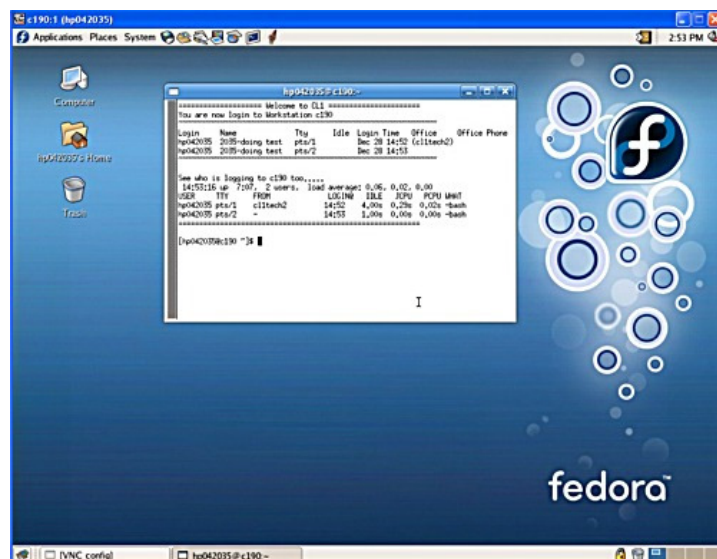 c190:1 (hp042035)
Applications Places System
2:53 PM
Computer
hp042035's Home
Trash
hp042035@c190:~
==================== Welcome to CL1 ====================
You are now login to Workstation c190
Login Name Tty Idle Login Time Office Office Phone
hp042035 2035-doing test pts/1 Dec 28 14:52 (cl1tech2)
hp042035 2035-doing test pts/2 Dec 28 14:53
See who is logging to c190 too.....
14:53:16 up 7:07, 2 users, load average: 0.06, 0.02, 0.00
USER TTY FROM LOGIN@ IDLE JCPU PCPU WHAT
hp042035 pts/1 cl1tech2 14:52 4.00s 0.29s 0.02s -bash
hp042035 pts/2 - 14:53 1.00s 0.00s 0.00s -bash
[hp042035@c190 ~]$
fedora
[VNC config]
hp042035@c190:~